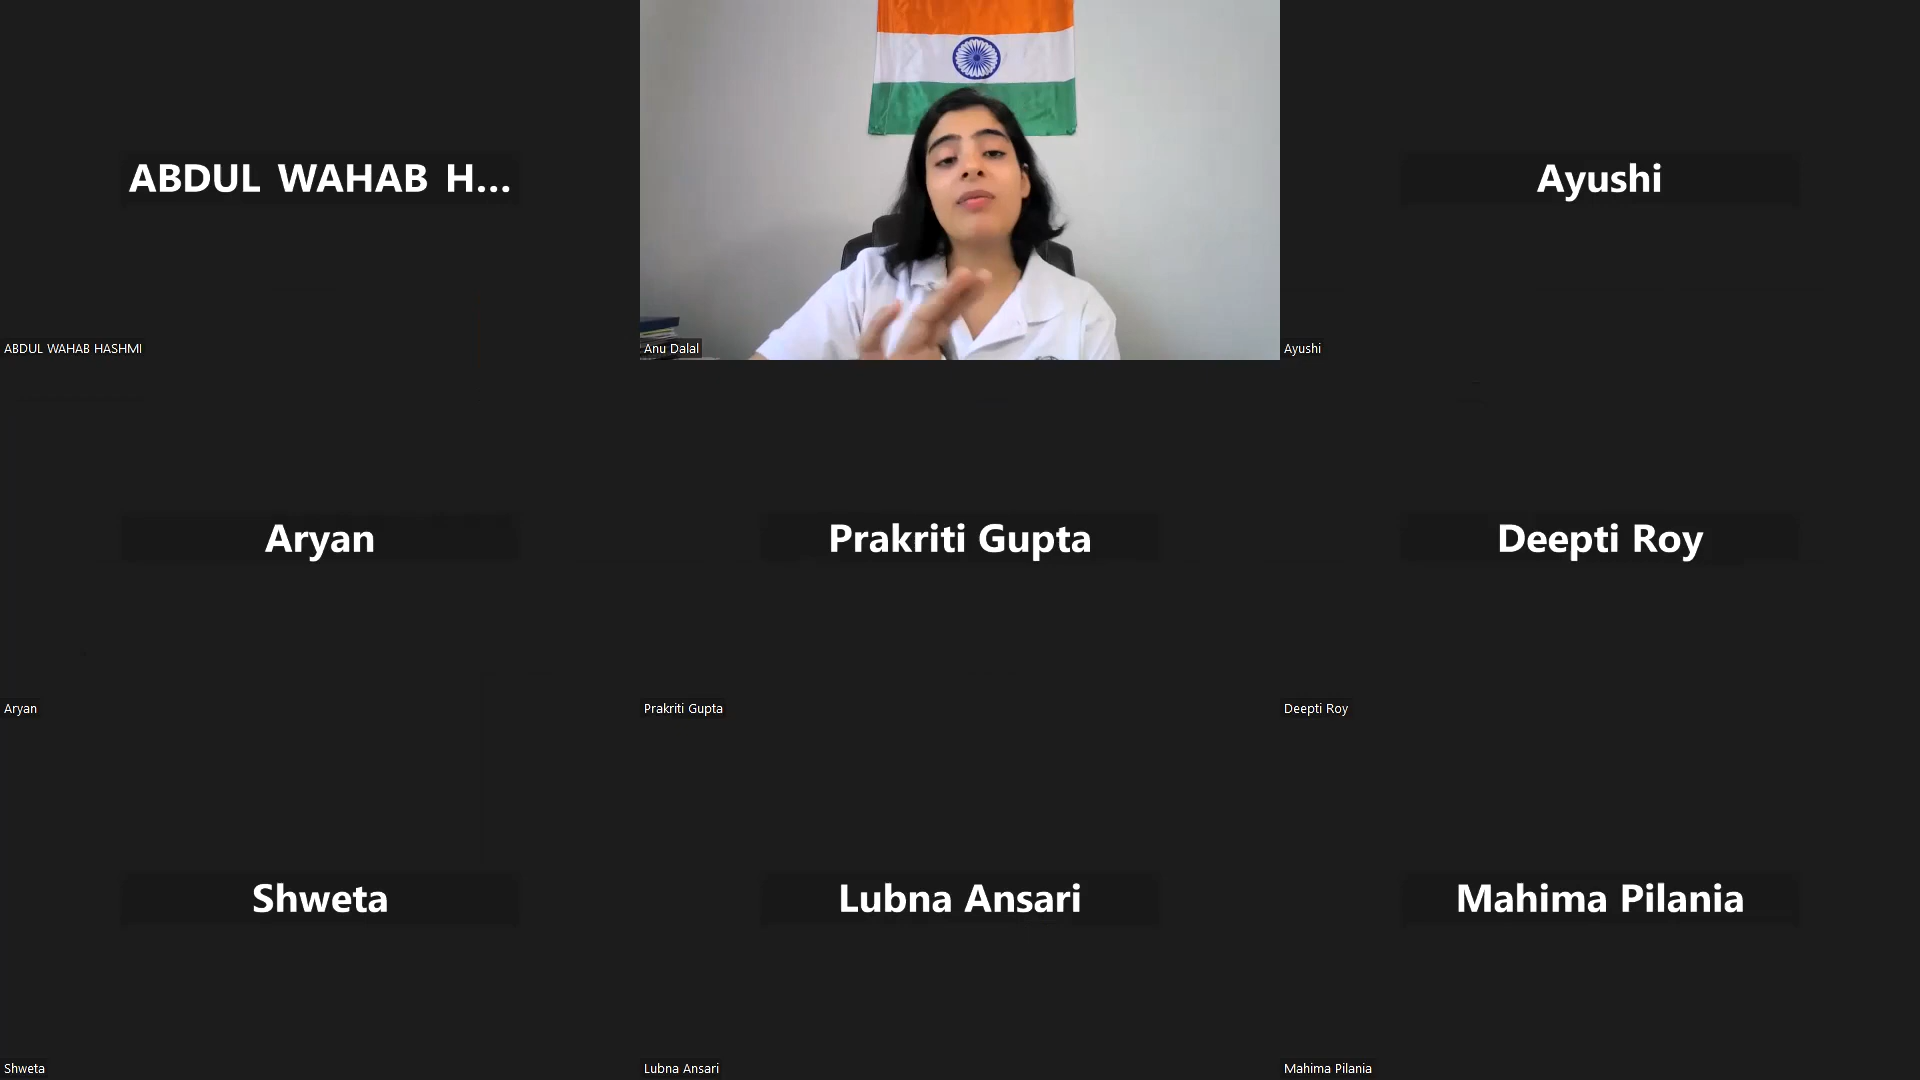 ABDUL WAHAB H...
Ayushi
ABDUL WAHAB HASHMI
Anu Dalal
Ayushi
Aryan
Prakriti Gupta
Deepti Roy
Aryan
Prakriti Gupta
Deepti Roy
Shweta
Lubna Ansari
Mahima Pilania
Shweta
Lubna Ansari
Mahima Pilania